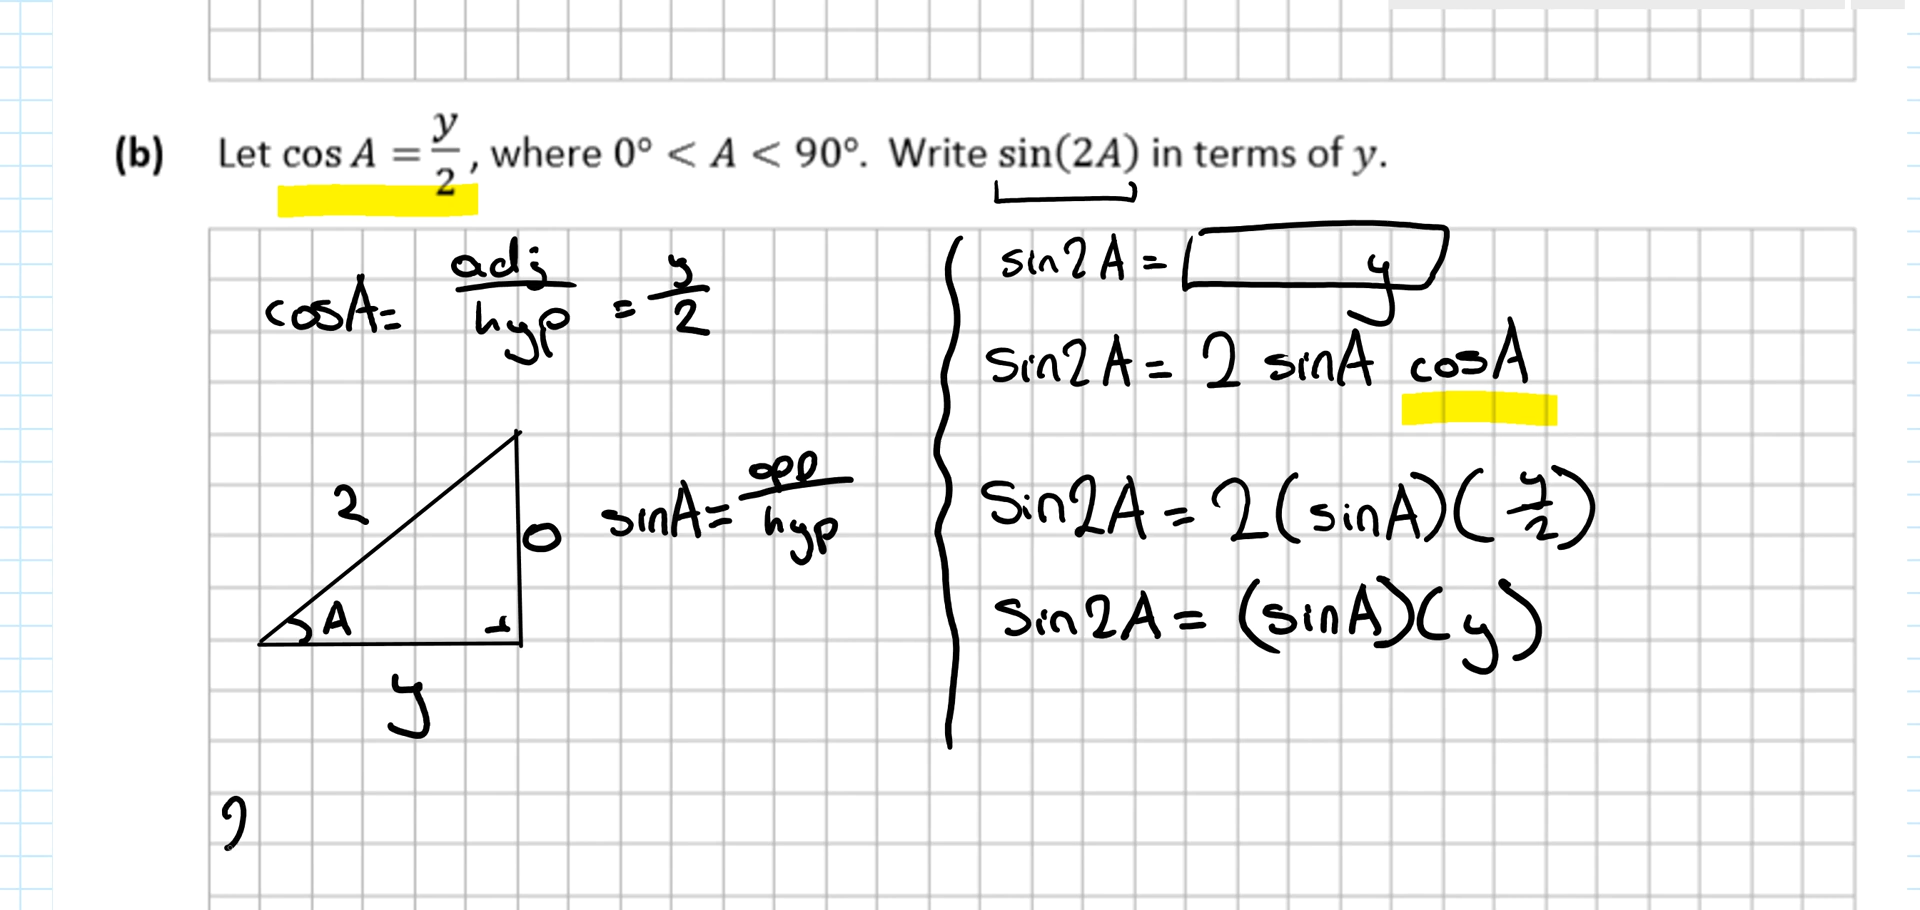 (b) Let cos A = y/2, where 0° < A < 90°. Write sin(2A) in terms of y.
cosA = adj/hyp = y/2
2
A
O
y
sinA = opp/hyp
sin2A = y
sin2A = 2 sinA cosA
Sin2A = 2(sinA)(y/2)
Sin2A = (sinA)(y)